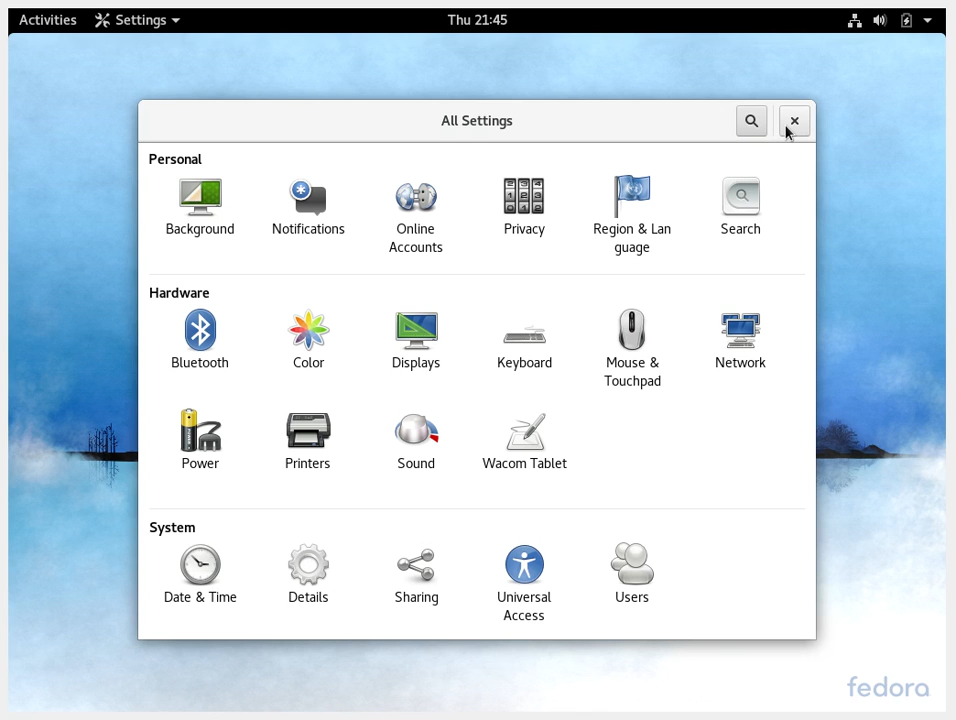 Activities Settings Thu 21:45
All Settings
Personal
Background Notifications Online Accounts Privacy Region & Lan guage Search
Hardware
Bluetooth Color Displays Keyboard Mouse & Touchpad Network
Power Printers Sound Wacom Tablet
System
Date & Time Details Sharing Universal Access Users
fedora